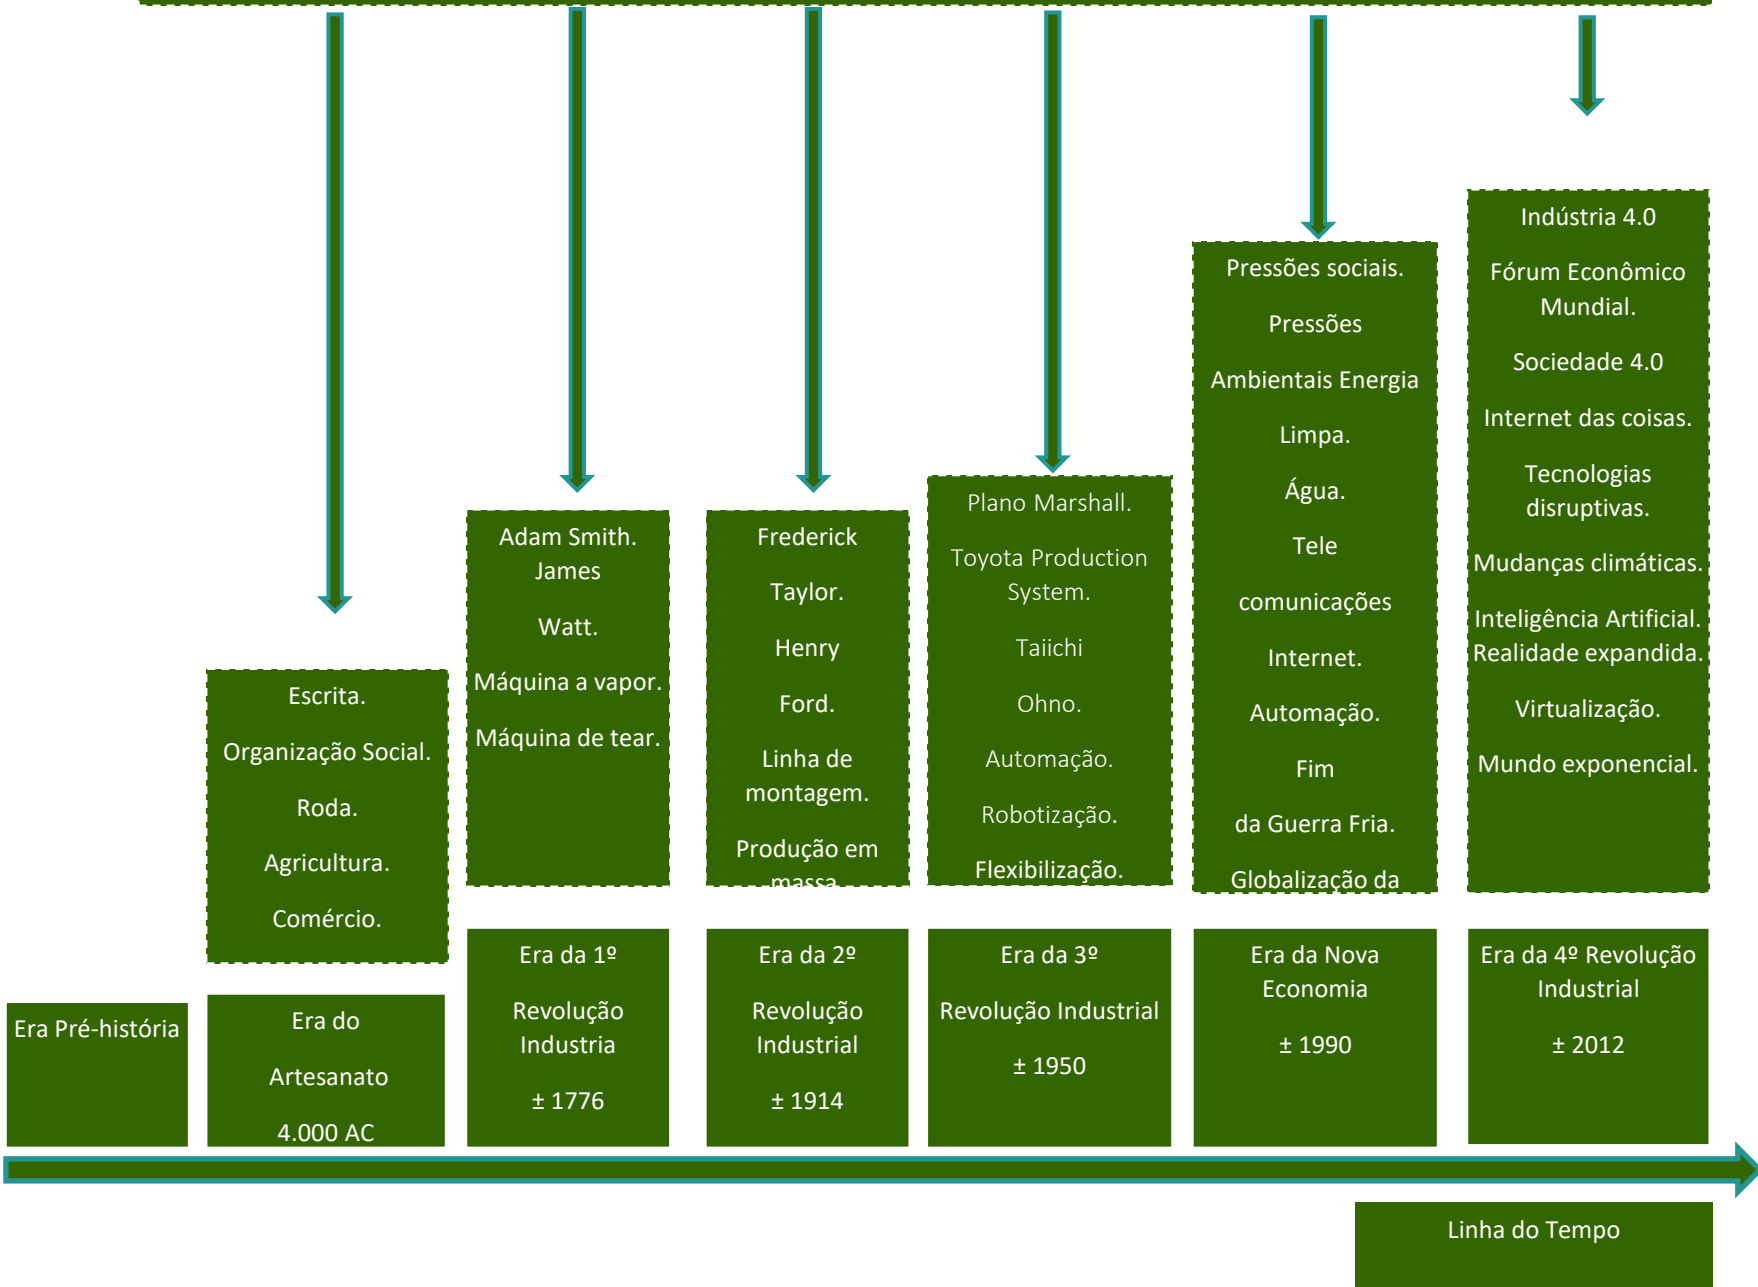 Escrita.
Organização Social.
Roda.
Agricultura.
Comércio.
Adam Smith.
James
Watt.
Máquina a vapor.
Máquina de tear.
Frederick
Taylor.
Henry
Ford.
Linha de
montagem.
Produção em
massa
Plano Marshall.
Toyota Production
System.
Taiichi
Ohno.
Automação.
Robotização.
Flexibilização.
Pressões sociais.
Pressões
Ambientais Energia
Limpa.
Água.
Tele
comunicações
Internet.
Automação.
Fim
da Guerra Fria.
Globalização da
Indústria 4.0
Fórum Econômico
Mundial.
Sociedade 4.0
Internet das coisas.
Tecnologias
disruptivas.
Mudanças climáticas.
Inteligência Artificial.
Realidade expandida.
Virtualização.
Mundo exponencial.
Era Pré-história
Era do
Artesanato
4.000 AC
Era da 1º
Revolução
Industria
± 1776
Era da 2º
Revolução
Industrial
± 1914
Era da 3º
Revolução Industrial
± 1950
Era da Nova
Economia
± 1990
Era da 4º Revolução
Industrial
± 2012
Linha do Tempo